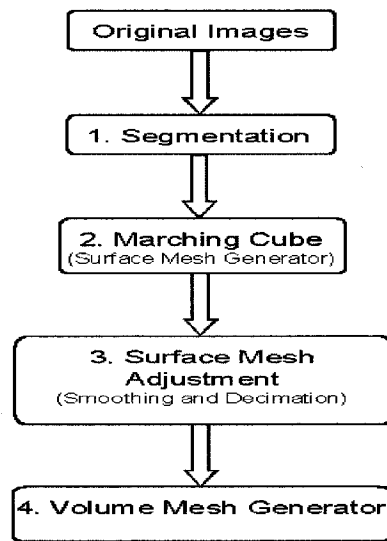 Original Images
1. Segmentation
2. Marching Cube
(Surface Mesh Generator)
3. Surface Mesh
Adjustment
(Smoothing and Decimation)
4. Volume Mesh Generator